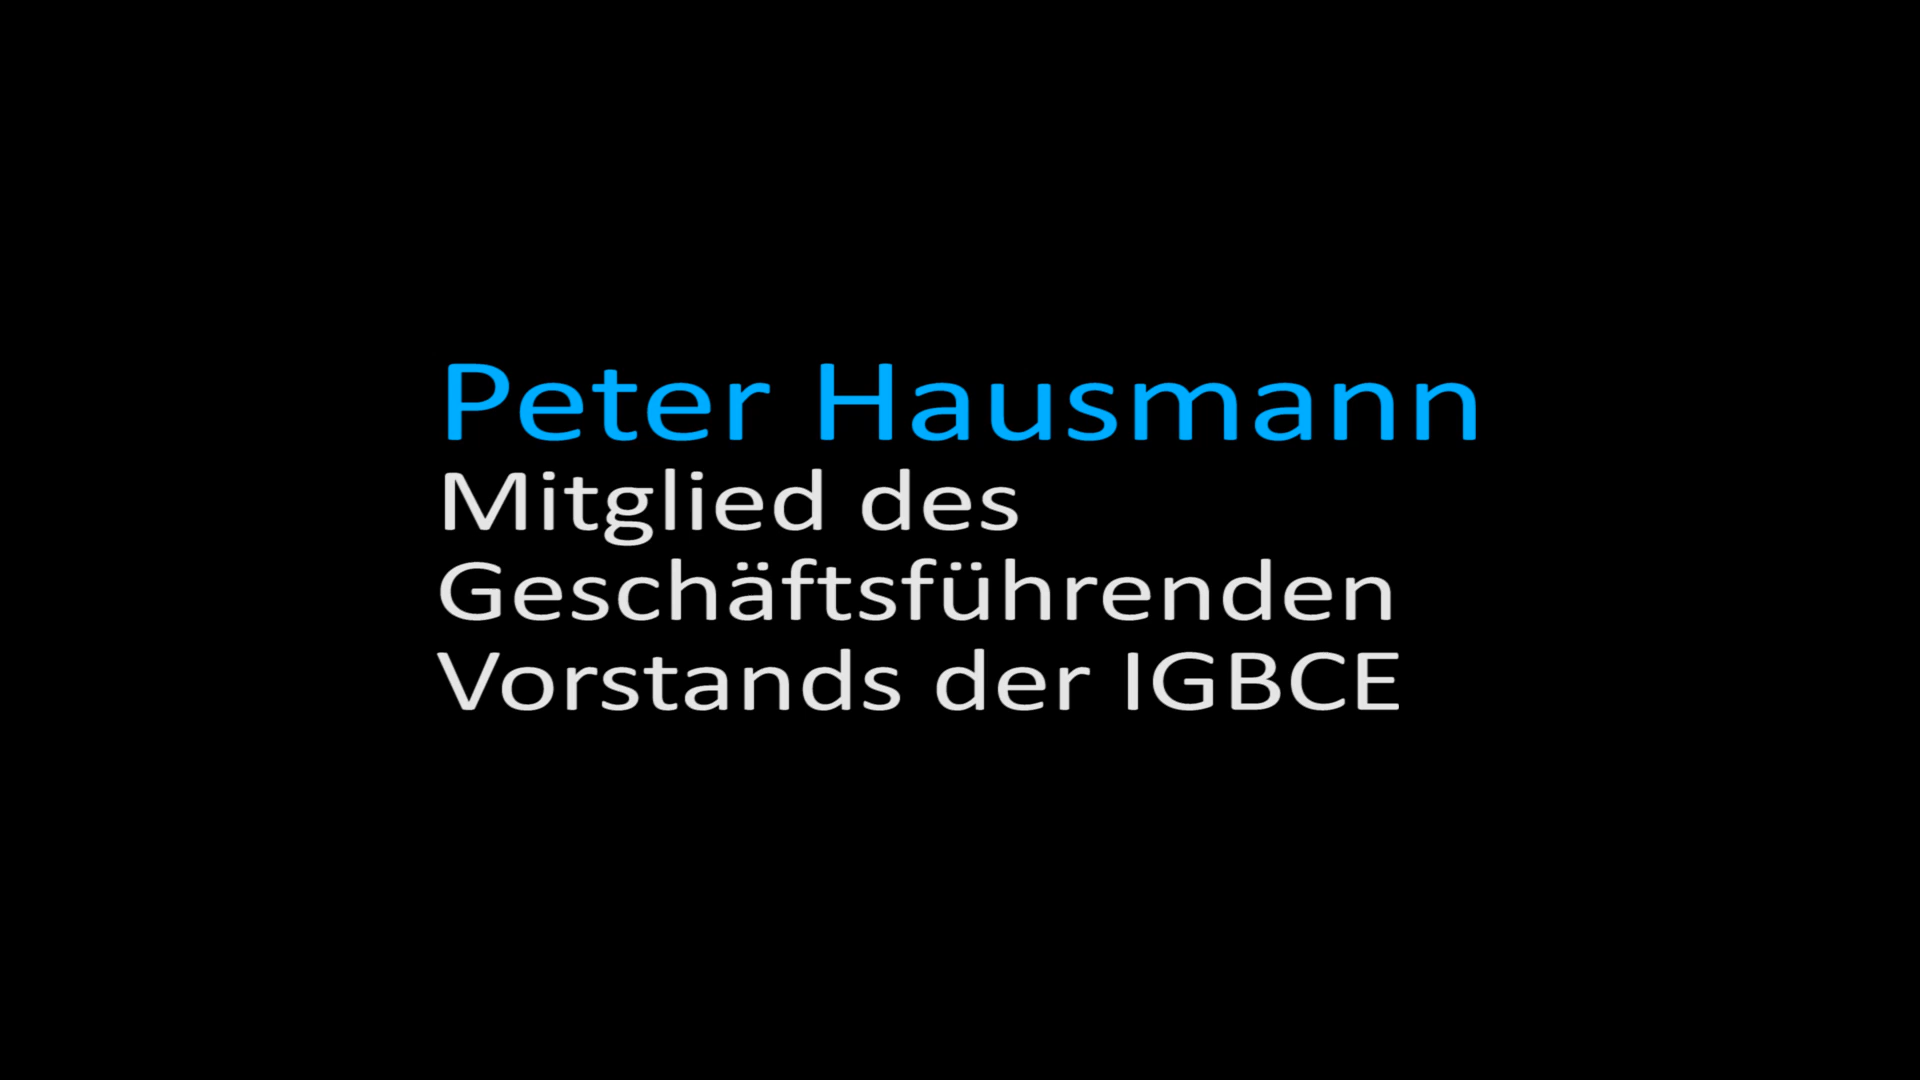 Peter Hausmann
Mitglied des
Geschäftsführenden
Vorstands der IGBCE